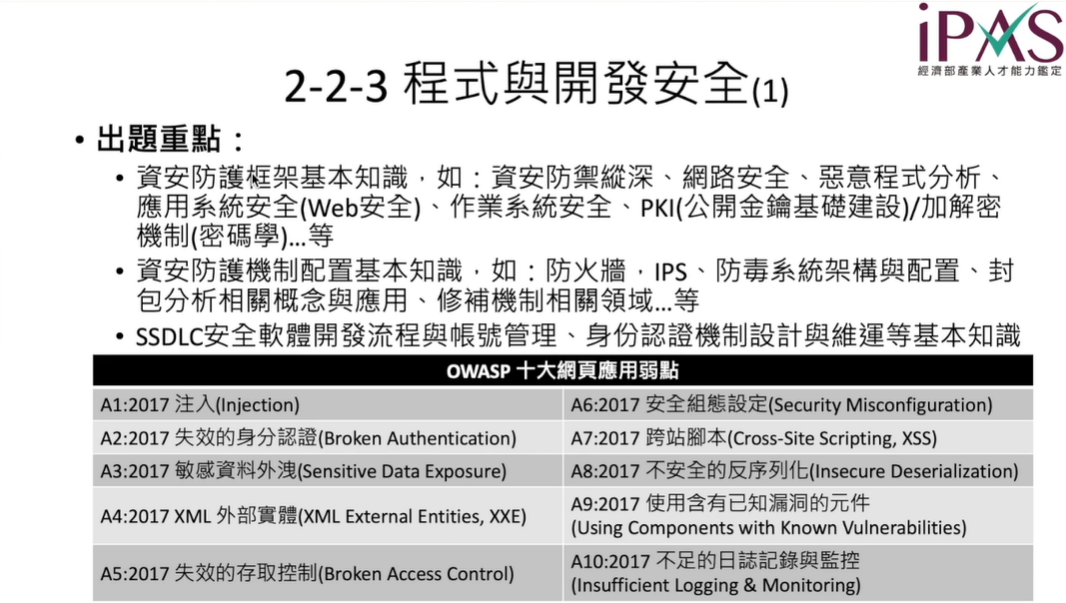 iPAS
經濟部產業人才能力鑑定
2-2-3 程式與開發安全(1)
• 出題重點：
• 資安防護框架基本知識，如：資安防禦縱深、網路安全、惡意程式分析、
應用系統安全(Web安全)、作業系統安全、PKI(公開金鑰基礎建設)/加解密
機制(密碼學)...等
• 資安防護機制配置基本知識，如：防火牆，IPS、防毒系統架構與配置、封
包分析相關概念與應用、修補機制相關領域...等
• SSDLC安全軟體開發流程與帳號管理、身份認證機制設計與維運等基本知識
OWASP 十大網頁應用弱點
A1:2017 注入(Injection)
A6:2017 安全組態設定(Security Misconfiguration)
A2:2017 失效的身分認證(Broken Authentication)
A7:2017 跨站腳本(Cross-Site Scripting, XSS)
A3:2017 敏感資料外洩(Sensitive Data Exposure)
A8:2017 不安全的反序列化(Insecure Deserialization)
A4:2017 XML 外部實體(XML External Entities, XXE)
A9:2017 使用含有已知漏洞的元件
(Using Components with Known Vulnerabilities)
A5:2017 失效的存取控制(Broken Access Control)
A10:2017 不足的日誌記錄與監控
(Insufficient Logging & Monitoring)